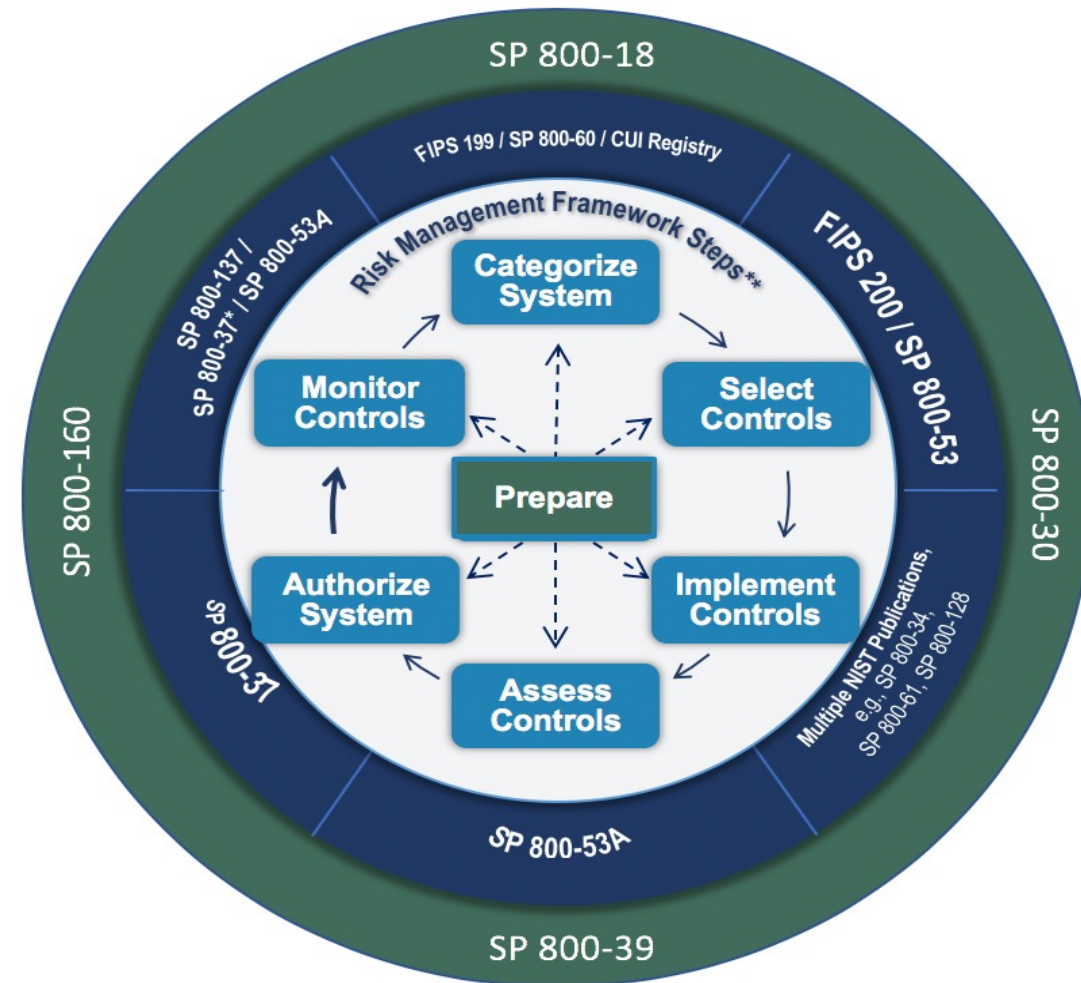 SP 800-18
FIPS 199 / SP 800-60 / CUI Registry
FIPS 200 / SP 800-53
SP 800-137 /
SP 800-37* / SP 800-53A
Risk Management Framework Steps**
Categorize
System
Monitor
Controls
Select
Controls
Prepare
SP 800-160
SP 800-30
Authorize
System
Implement
Controls
Assess
Controls
SP 800-37
Multiple NIST Publications,
e.g., SP 800-34,
SP 800-61, SP 800-128
SP 800-53A
SP 800-39